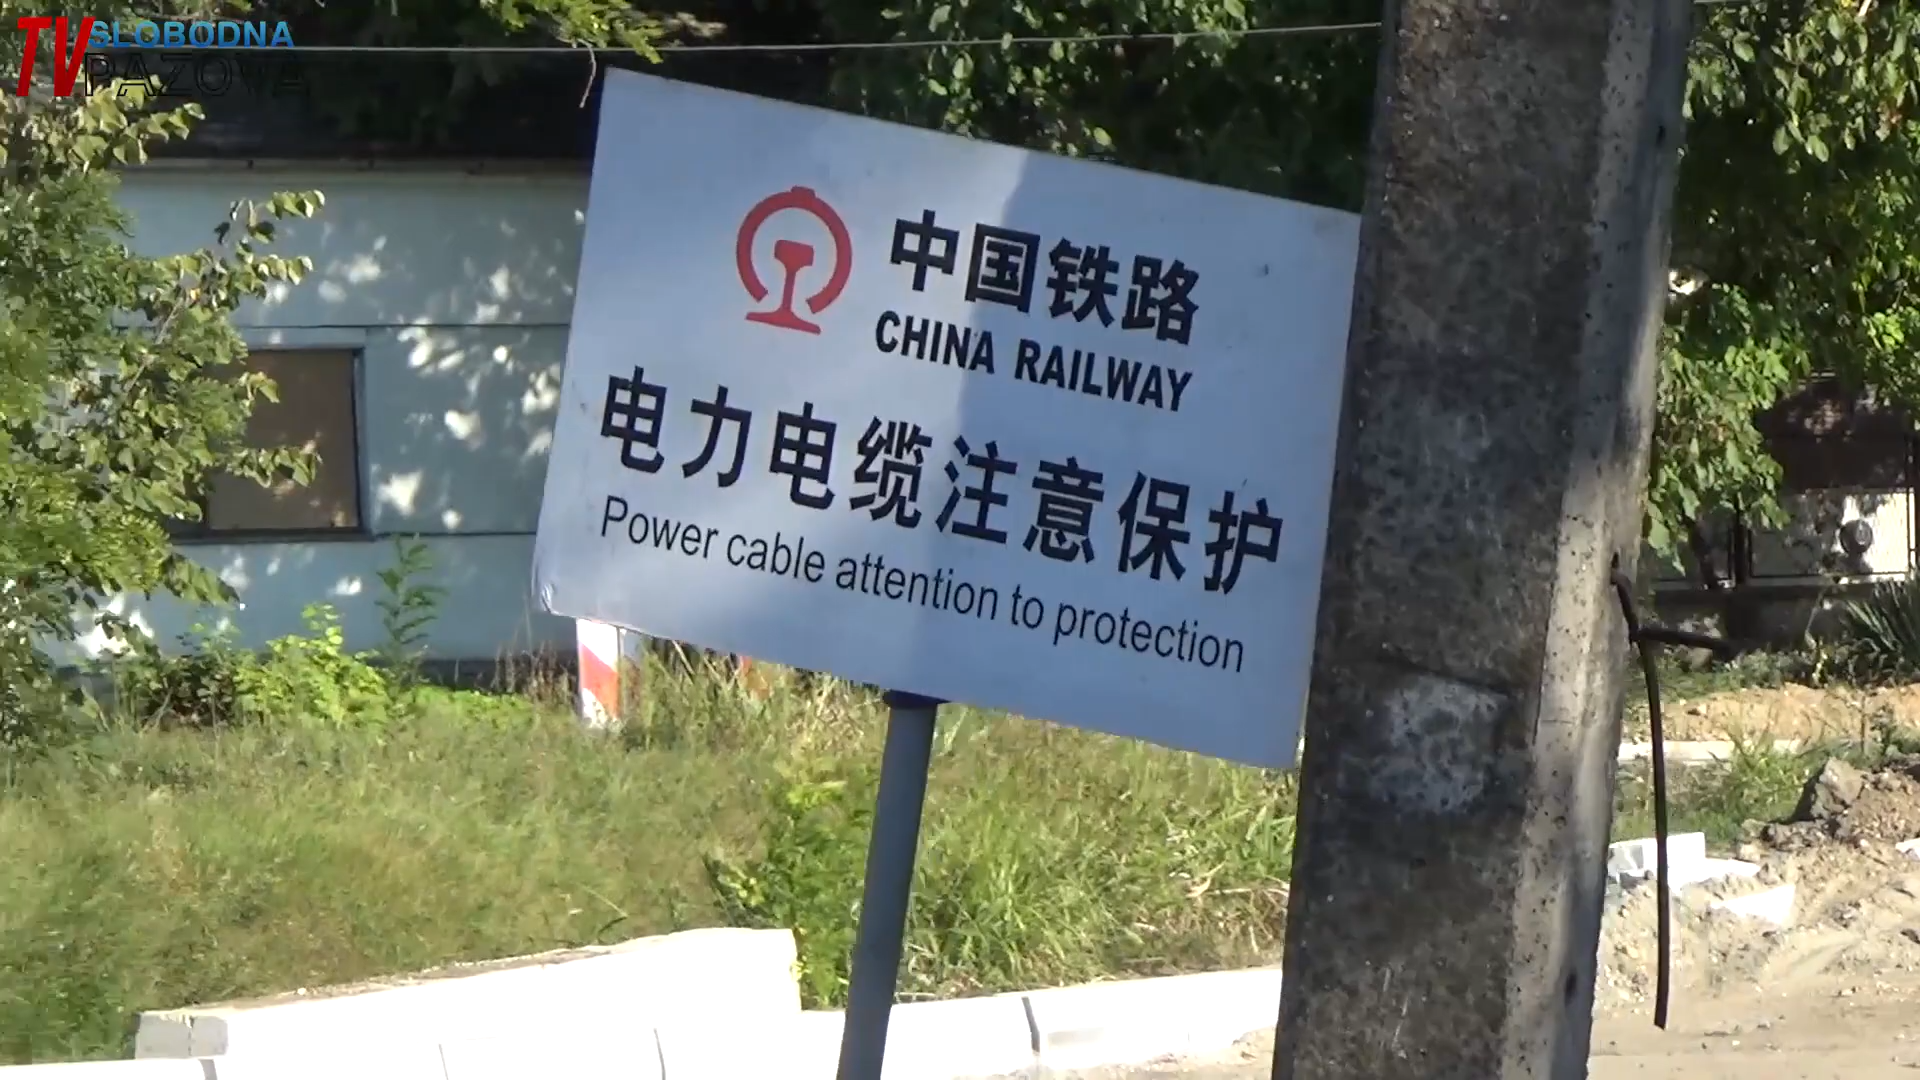 TV SLOBODNA
PAZOVA
中国铁路
CHINA RAILWAY
电力电缆注意保护
Power cable attention to protection